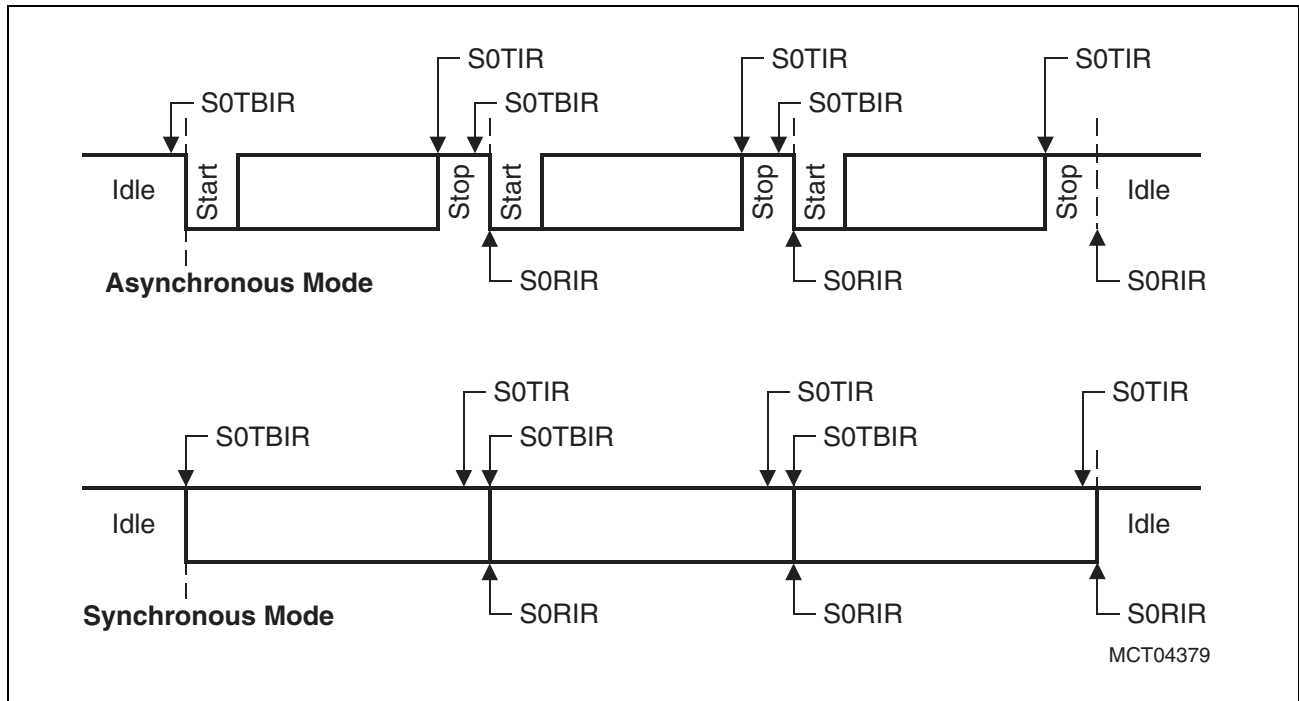 S0TIR S0TIR S0TIR
S0TBIR S0TBIR S0TBIR
Idle Start Stop Start Stop Start Stop Idle
Asynchronous Mode
S0RIR S0RIR S0RIR
S0TIR S0TIR S0TIR
S0TBIR S0TBIR S0TBIR
Idle Idle
Synchronous Mode
S0RIR S0RIR S0RIR
MCT04379